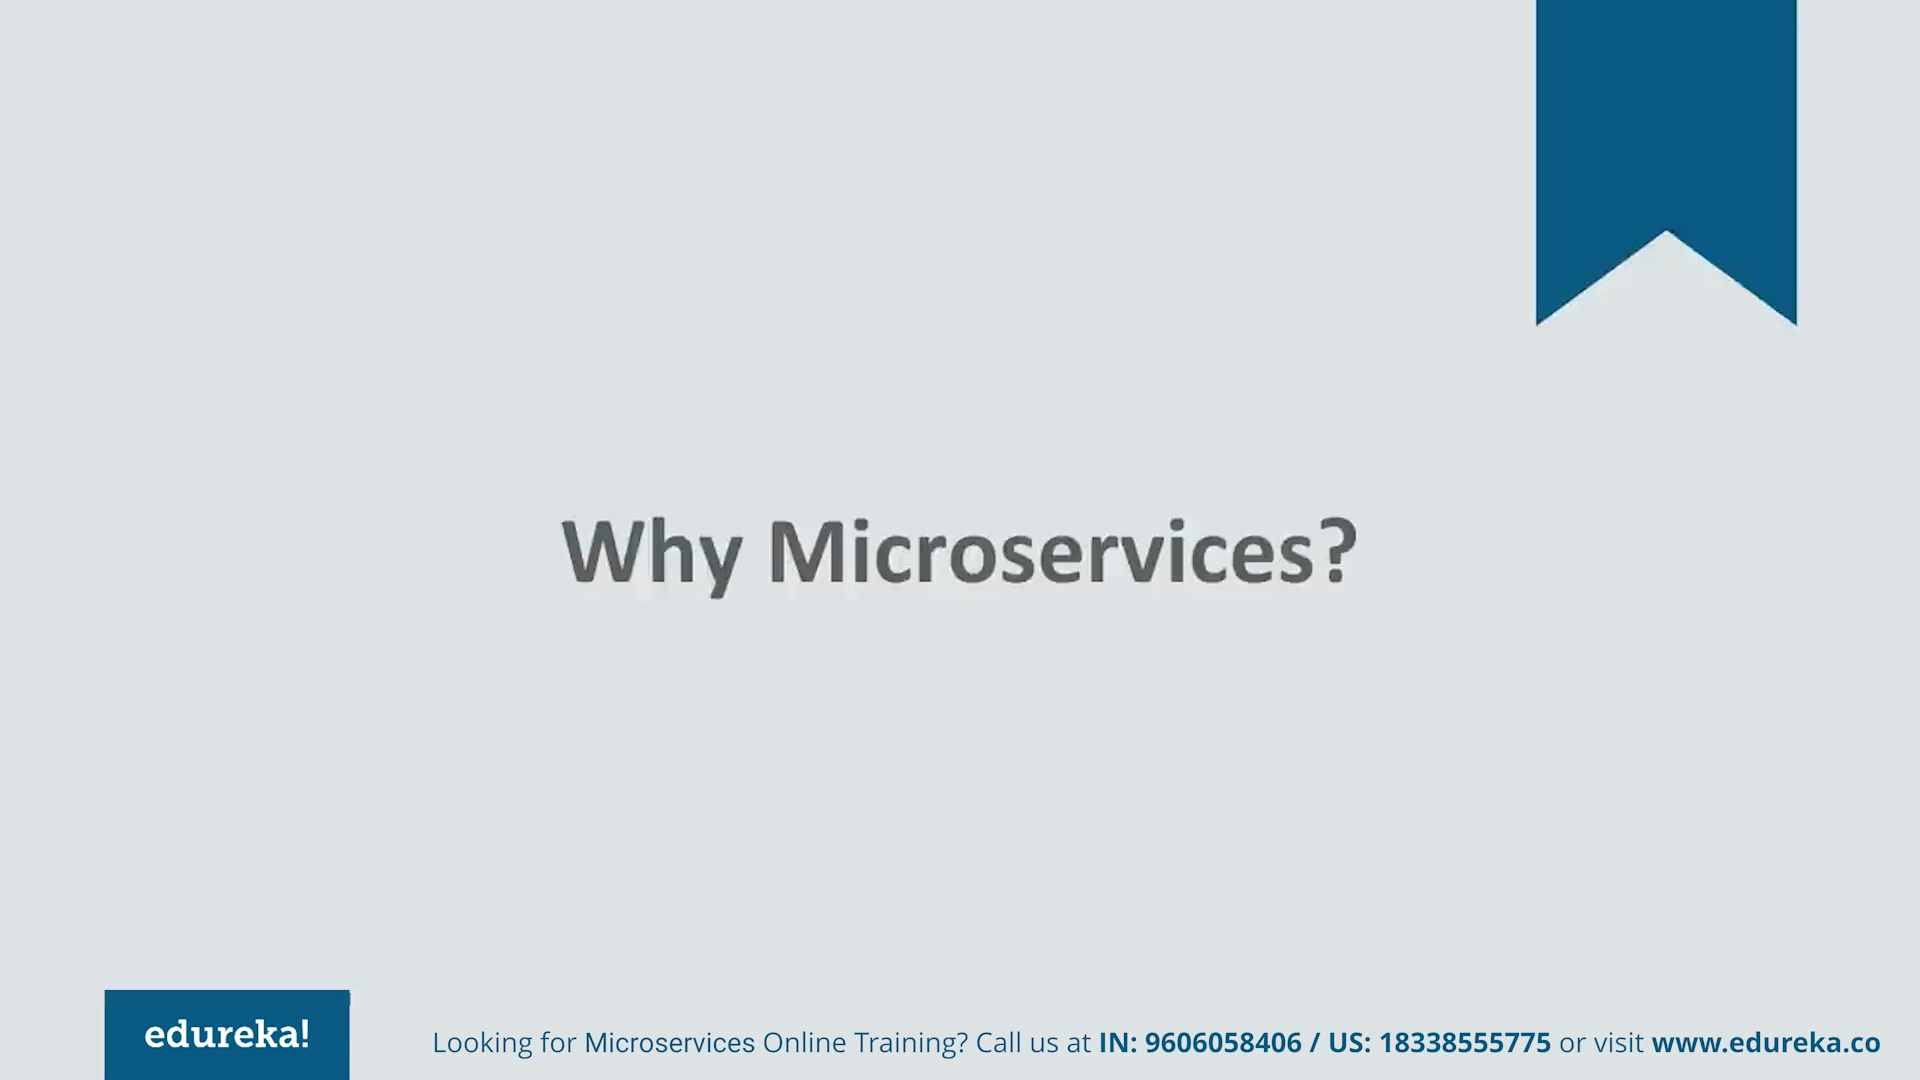 Why Microservices?
edureka!
Looking for Microservices Online Training? Call us at IN: 9606058406 / US: 18338555775 or visit www.edureka.co